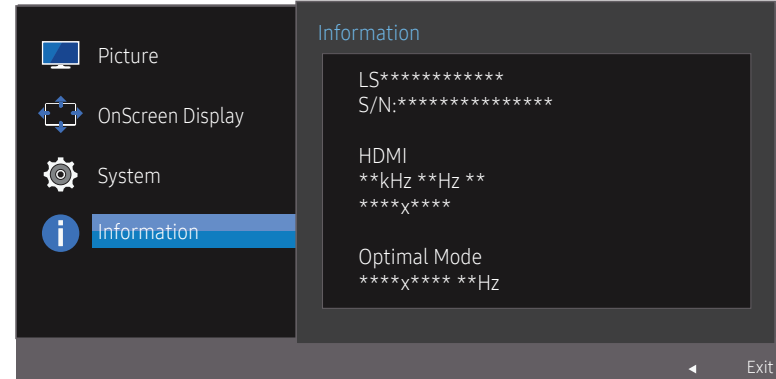 Picture
OnScreen Display
System
Information
Information
LS************
S/N:***************
HDMI
**kHz **Hz **
****x****
Optimal Mode
****x**** **Hz
Exit